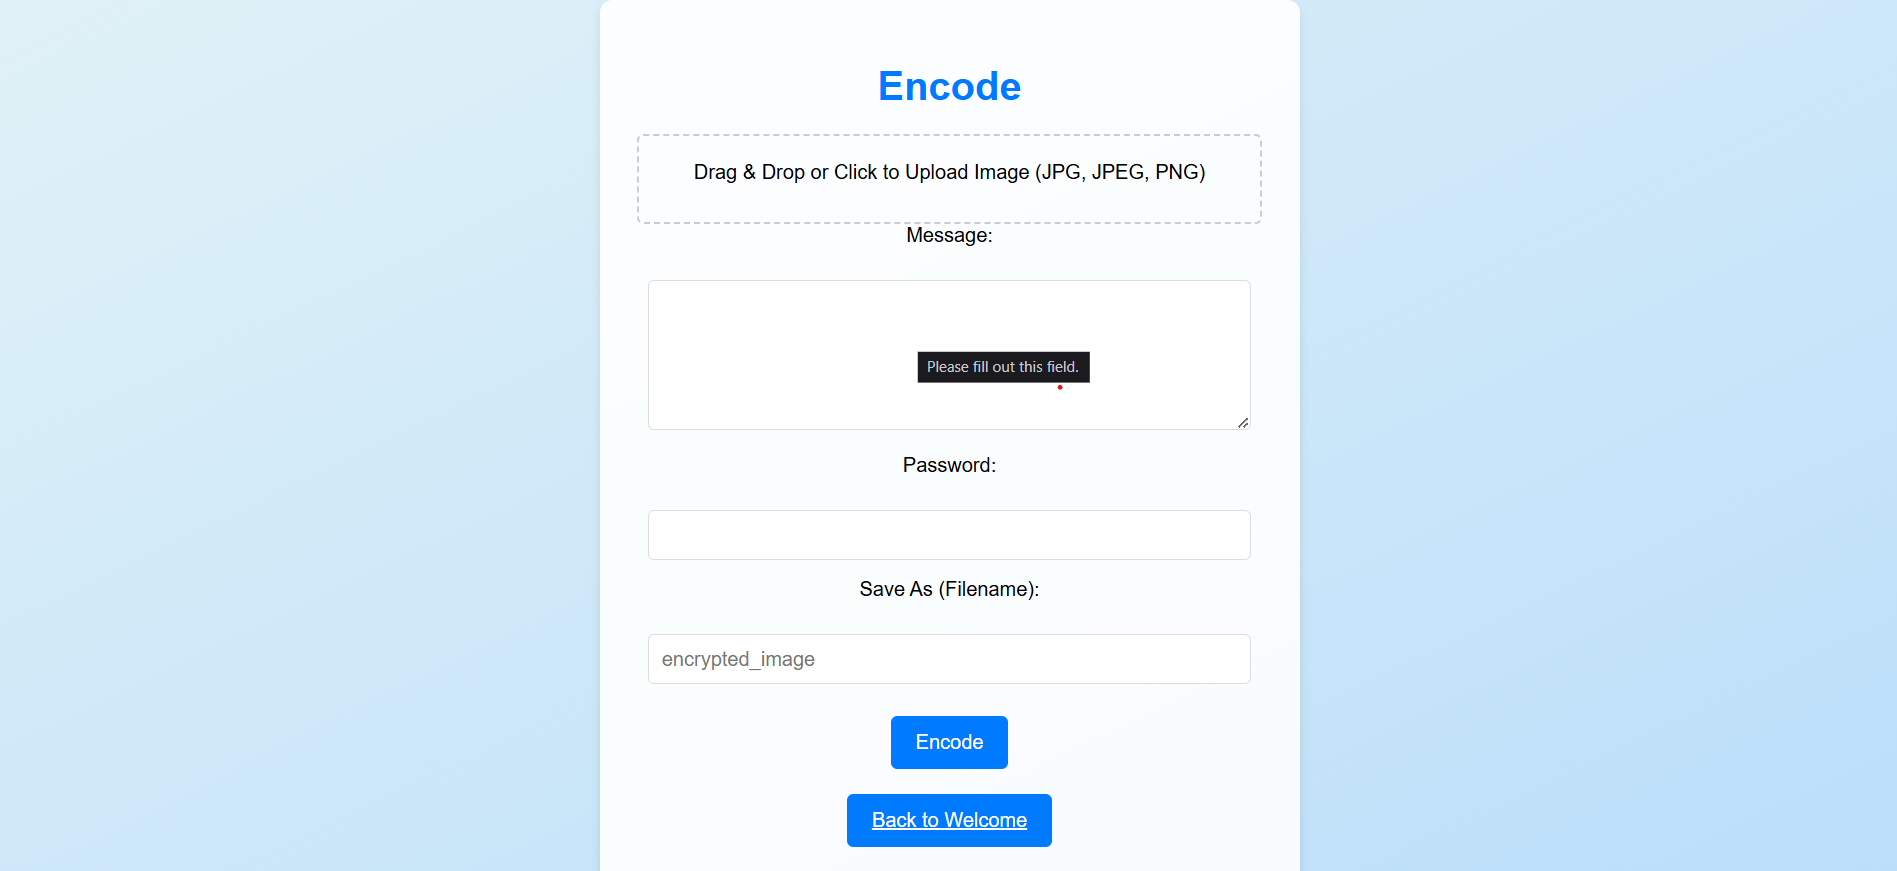 Encode
Drag & Drop or Click to Upload Image (JPG, JPEG, PNG)
Message:
Please fill out this field.
Password:
Save As (Filename):
encrypted_image
Encode
Back to Welcome